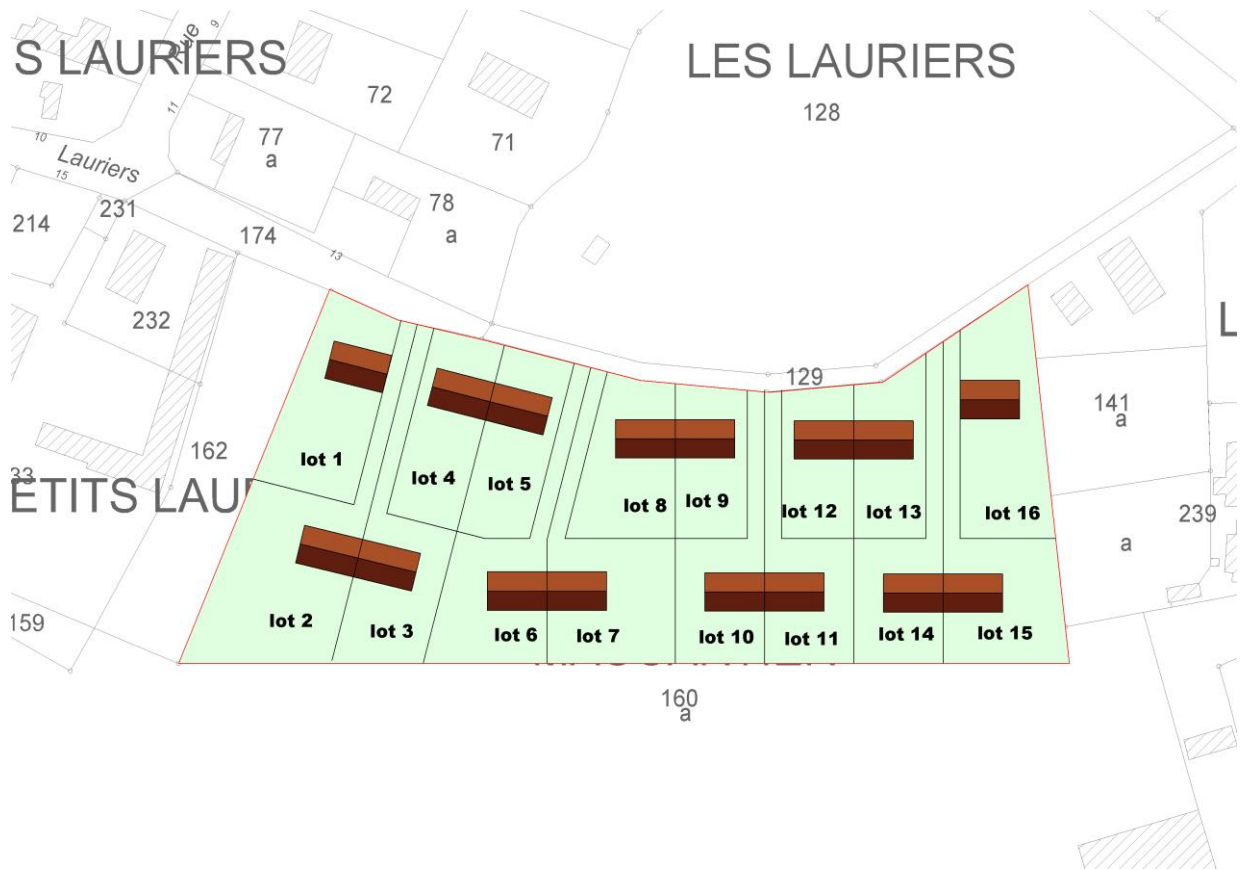 S LAURIERS
Rue
9
LES LAURIERS
72
128
71
11
77
a
10
Lauriers
15
78
a
231
214
174
13
232
129
141
a
162
lot 1
lot 4
lot 5
lot 8
lot 9
lot 12
lot 13
lot 16
239
a
33
ETITS LAU
L
159
lot 2
lot 3
lot 6
lot 7
lot 10
lot 11
lot 14
lot 15
160
a